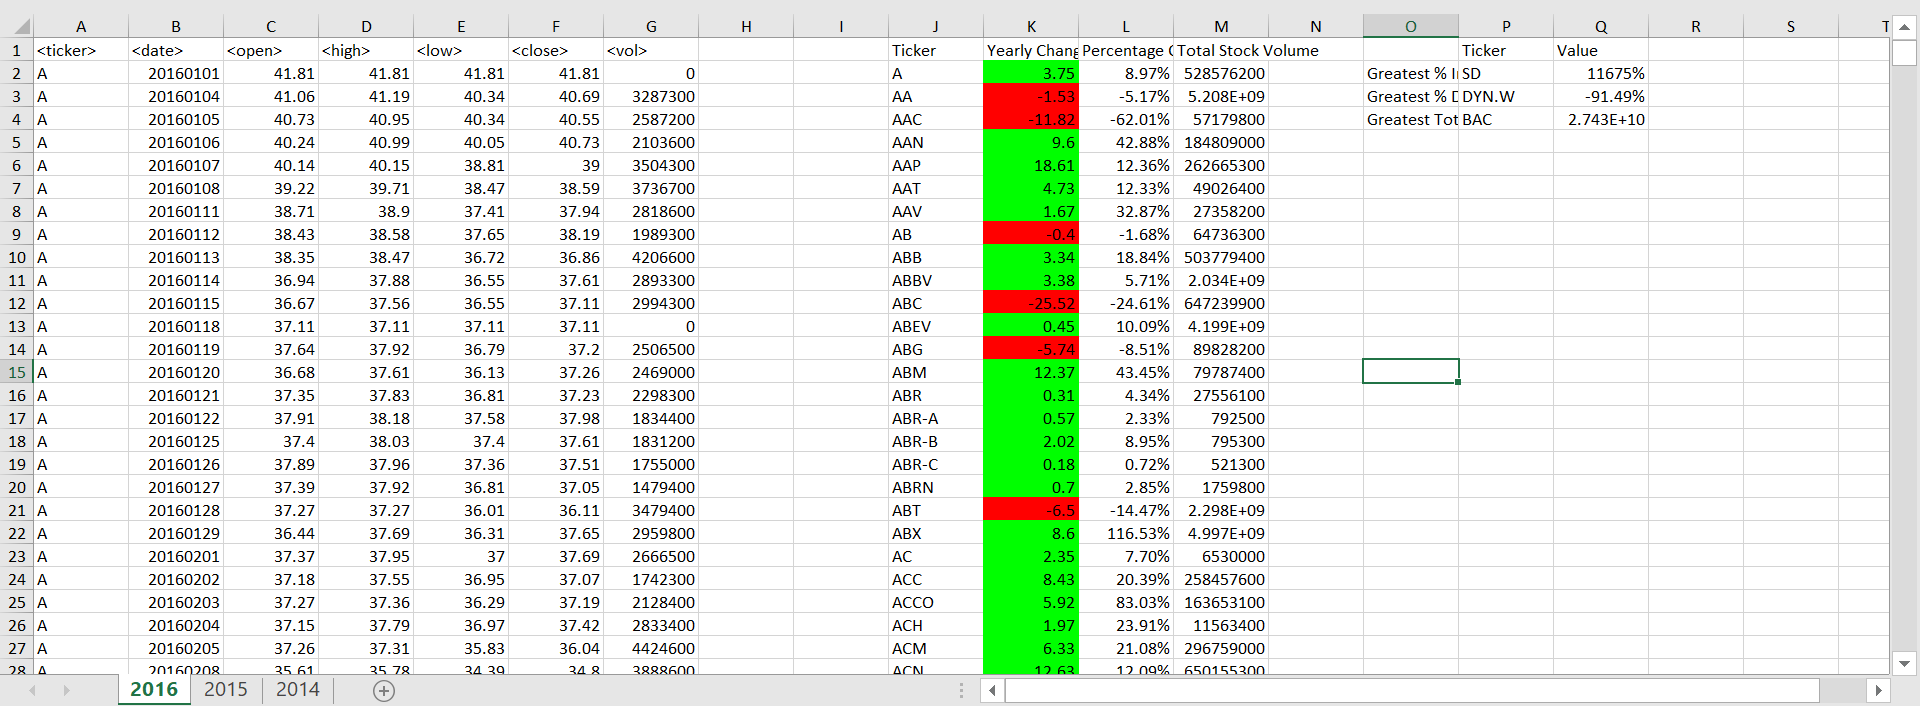 A B C D E F G H I J K L M N O P Q R S T
1 <ticker> <date> <open> <high> <low> <close> <vol> Ticker Yearly Chang Percentage C Total Stock Volume Ticker Value
2 A 20160101 41.81 41.81 41.81 41.81 0 A 3.75 8.97% 528576200 Greatest % I SD 11675%
3 A 20160104 41.06 41.19 40.34 40.69 3287300 AA -1.53 -5.17% 5.208E+09 Greatest % D DYN.W -91.49%
4 A 20160105 40.73 40.95 40.34 40.55 2587200 AAC -11.82 -62.01% 57179800 Greatest Tot BAC 2.743E+10
5 A 20160106 40.24 40.99 40.05 40.73 2103600 AAN 9.6 42.88% 184809000
6 A 20160107 40.14 40.15 38.81 39 3504300 AAP 18.61 12.36% 262665300
7 A 20160108 39.22 39.71 38.47 38.59 3736700 AAT 4.73 12.33% 49026400
8 A 20160111 38.71 38.9 37.41 37.94 2818600 AAV 1.67 32.87% 27358200
9 A 20160112 38.43 38.58 37.65 38.19 1989300 AB -0.4 -1.68% 64736300
10 A 20160113 38.35 38.47 36.72 36.86 4206600 ABB 3.34 18.84% 503779400
11 A 20160114 36.94 37.88 36.55 37.61 2893300 ABBV 3.38 5.71% 2.034E+09
12 A 20160115 36.67 37.56 36.55 37.11 2994300 ABC -25.52 -24.61% 647239900
13 A 20160118 37.11 37.11 37.11 37.11 0 ABEV 0.45 10.09% 4.199E+09
14 A 20160119 37.64 37.92 36.79 37.2 2506500 ABG -5.74 -8.51% 89828200
15 A 20160120 36.68 37.61 36.13 37.26 2469000 ABM 12.37 43.45% 79787400
16 A 20160121 37.35 37.83 36.81 37.23 2298300 ABR 0.31 4.34% 27556100
17 A 20160122 37.91 38.18 37.58 37.98 1834400 ABR-A 0.57 2.33% 792500
18 A 20160125 37.4 38.03 37.4 37.61 1831200 ABR-B 2.02 8.95% 795300
19 A 20160126 37.89 37.96 37.36 37.51 1755000 ABR-C 0.18 0.72% 521300
20 A 20160127 37.39 37.92 36.81 37.05 1479400 ABRN 0.7 2.85% 1759800
21 A 20160128 37.27 37.27 36.01 36.11 3479400 ABT -6.5 -14.47% 2.298E+09
22 A 20160129 36.44 37.69 36.31 37.65 2959800 ABX 8.6 116.53% 4.997E+09
23 A 20160201 37.37 37.95 37 37.69 2666500 AC 2.35 7.70% 6530000
24 A 20160202 37.18 37.55 36.95 37.07 1742300 ACC 8.43 20.39% 258457600
25 A 20160203 37.27 37.36 36.29 37.19 2128400 ACCO 5.92 83.03% 163653100
26 A 20160204 37.15 37.79 36.97 37.42 2833400 ACH 1.97 23.91% 11563400
27 A 20160205 37.26 37.31 35.83 36.04 4424600 ACM 6.33 21.08% 296759000
28 A 20160208 35.61 35.78 34.39 34.8 3888600 ACN 12.63 12.09% 650155300
2016 2015 2014